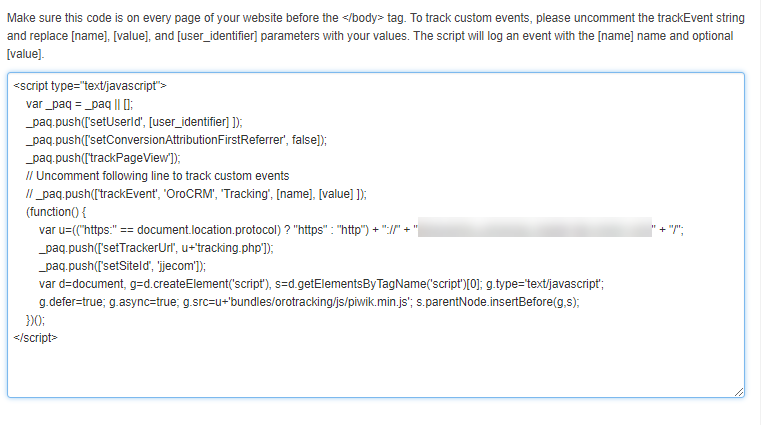 Make sure this code is on every page of your website before the </body> tag. To track custom events, please uncomment the trackEvent string
and replace [name], [value], and [user_identifier] parameters with your values. The script will log an event with the [name] name and optional
[value].
<script type="text/javascript">
var _paq = _paq || [];
_paq.push(['setUserId', [user_identifier] ]);
_paq.push(['setConversionAttributionFirstReferrer', false]);
_paq.push(['trackPageView']);
// Uncomment following line to track custom events
// _paq.push(['trackEvent', 'OroCRM', 'Tracking', [name], [value] ]);
(function() {
var u=(("https:" == document.location.protocol) ? "https" : "http") + "://" + "" + "/";
_paq.push(['setTrackerUrl', u+'tracking.php']);
_paq.push(['setSiteId', 'jjecom']);
var d=document, g=d.createElement('script'), s=d.getElementsByTagName('script')[0]; g.type='text/javascript';
g.defer=true; g.async=true; g.src=u+'bundles/orotracking/js/piwik.min.js'; s.parentNode.insertBefore(g,s);
})();
</script>